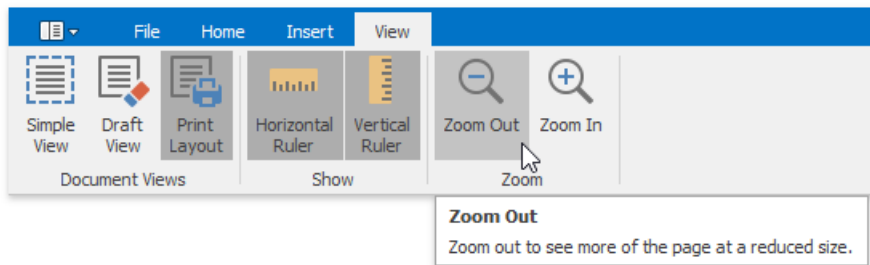 File Home Insert View
Simple Draft Print Horizontal Vertical Zoom Out Zoom In
View View Layout Ruler Ruler
Document Views Show Zoom
Zoom Out
Zoom out to see more of the page at a reduced size.